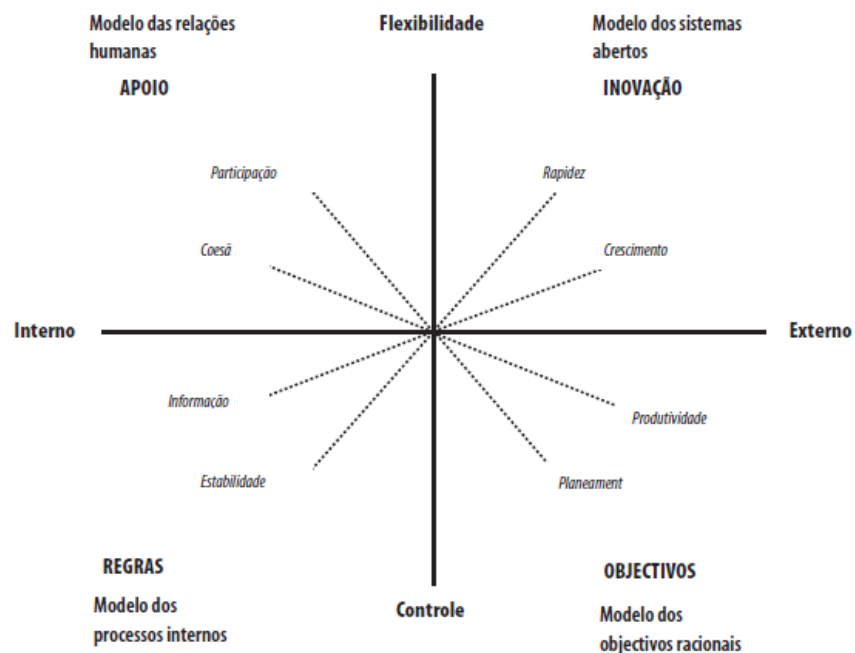 Modelo das relações
humanas
APOIO
Flexibilidade
Modelo dos sistemas
abertos
INOVAÇÃO
Participação
Rapidez
Coesã
Crescimento
Interno
Externo
Informação
Produtividade
Estabilidade
Planeament
REGRAS
Modelo dos
processos internos
Controle
OBJECTIVOS
Modelo dos
objectivos racionais